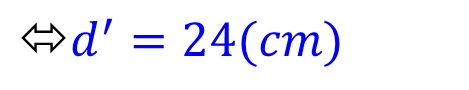 ⇔ d′ = 24(cm)